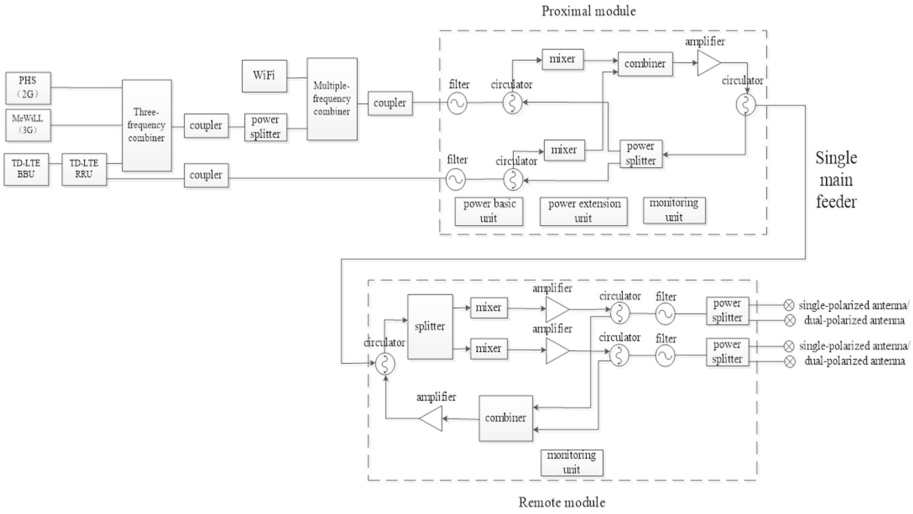 Proximal module
PHS
(2G)
McWiLL
(3G)
TD-LTE
BBU
TD-LTE
RRU
Three-
frequency
combiner
coupler
power
splitter
coupler
WiFi
Multiple-
frequency
combiner
coupler
filter
circulator
mixer
combiner
amplifier
circulator
filter
circulator
mixer
power
splitter
power basic
unit
power extension
unit
monitoring
unit
Single
main
feeder
circulator
splitter
mixer
amplifier
circulator
filter
power
splitter
single-polarized antenna/
dual-polarized antenna
mixer
amplifier
circulator
filter
power
splitter
single-polarized antenna/
dual-polarized antenna
amplifier
combiner
monitoring
unit
Remote module